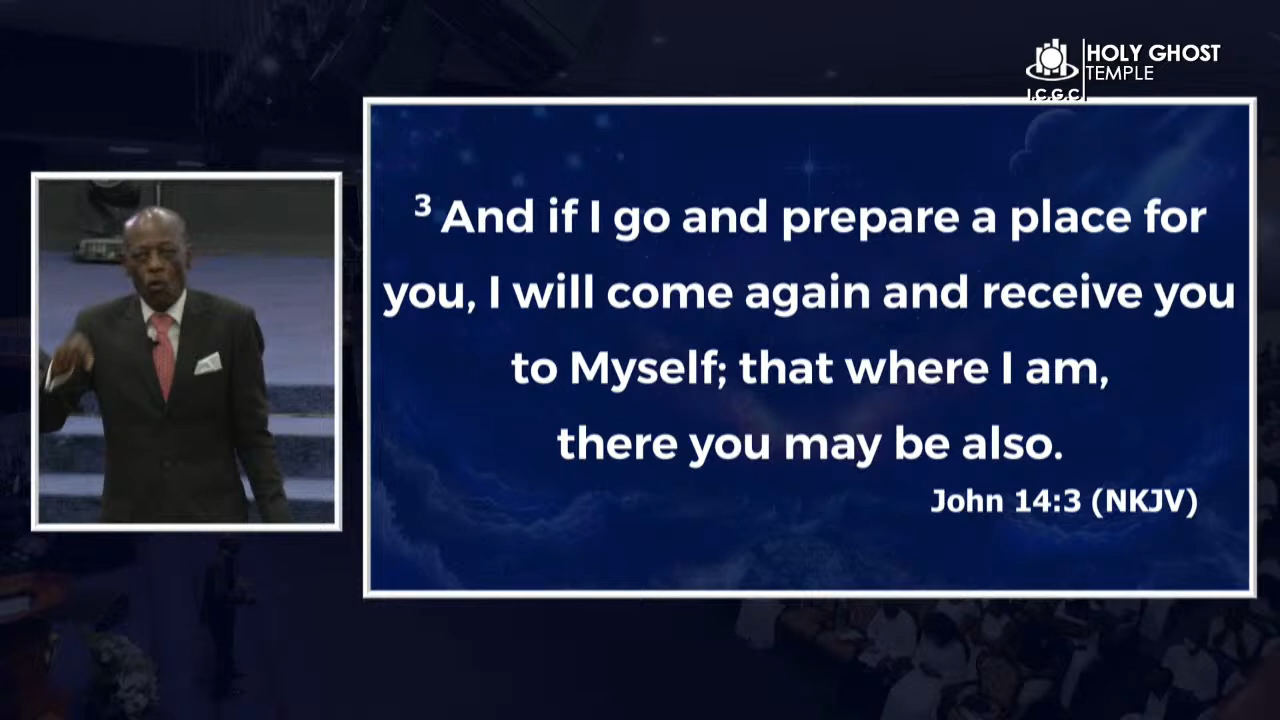 HOLY GHOST
TEMPLE
I.C.G.C
3 And if I go and prepare a place for
you, I will come again and receive you
to Myself; that where I am,
there you may be also.
John 14:3 (NKJV)